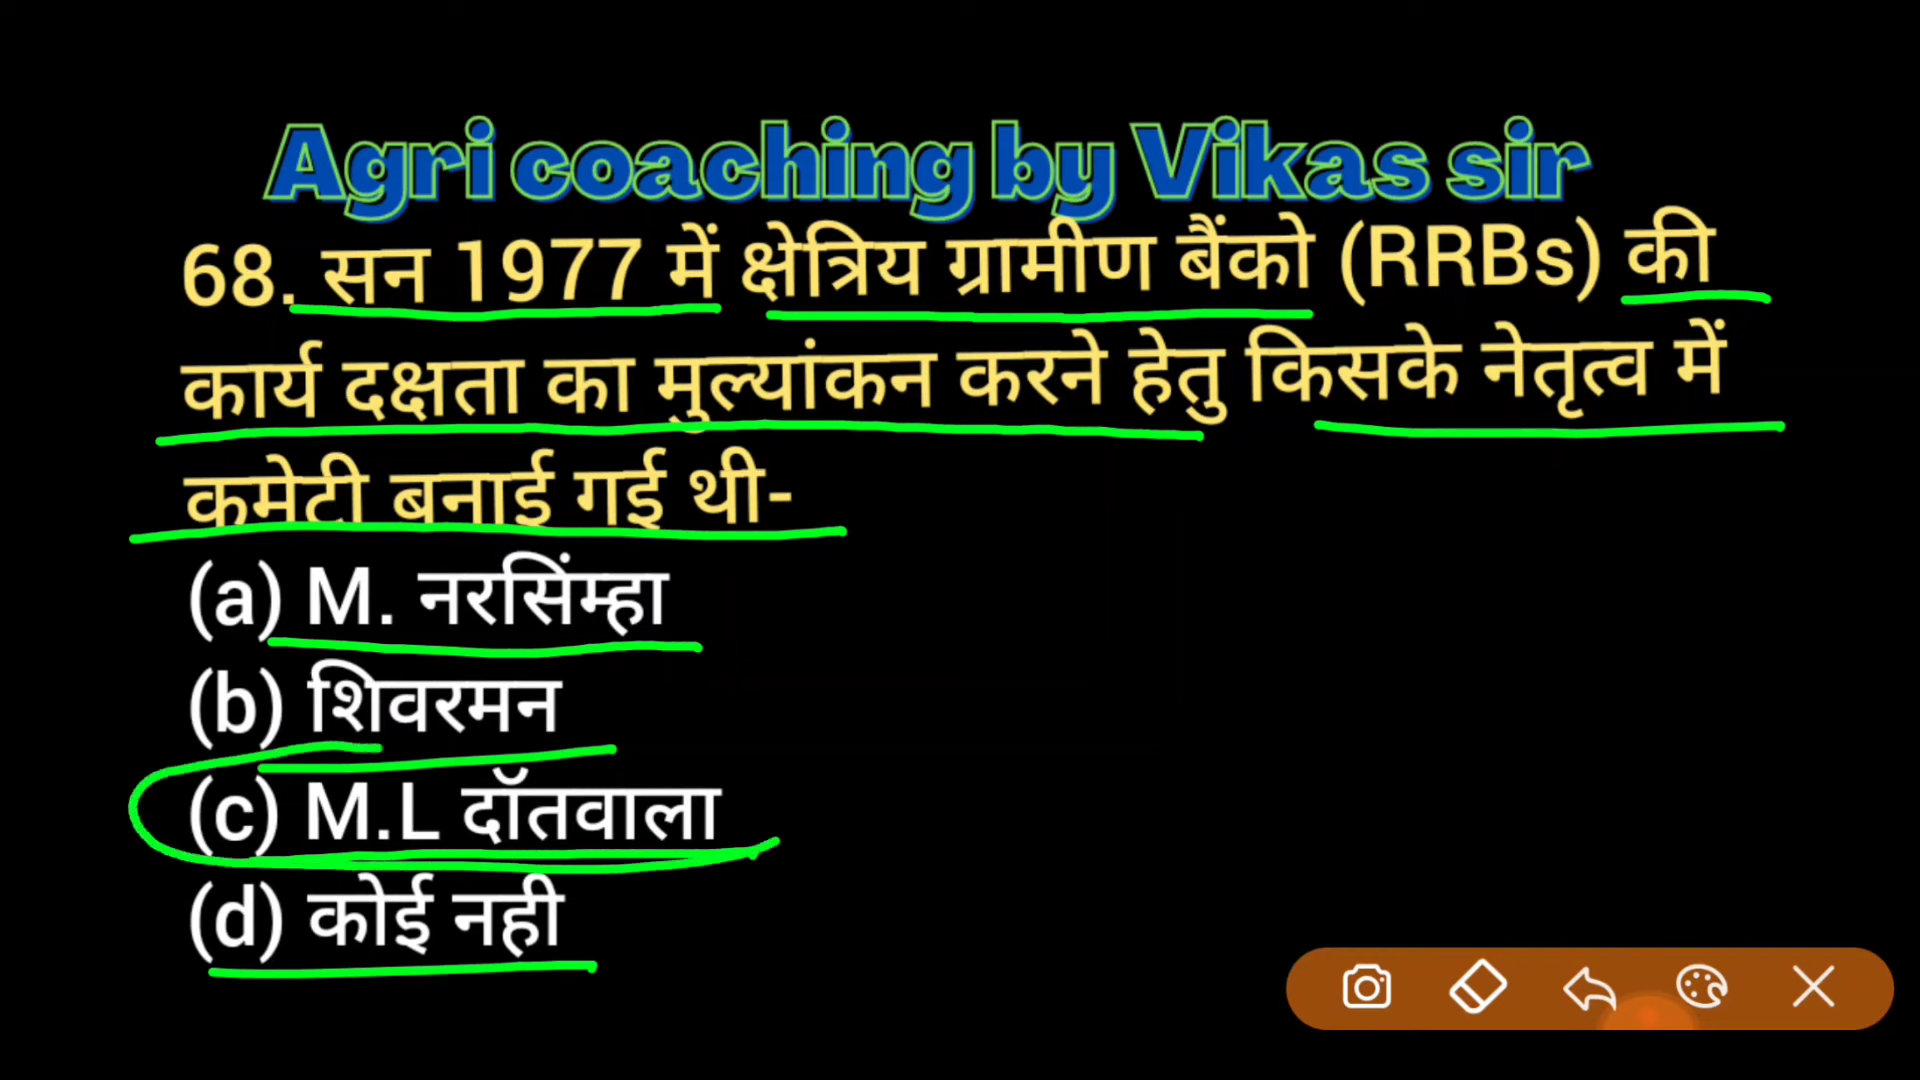 Agri coaching by Vikas sir
68. सन 1977 में क्षेत्रिय ग्रामीण बैंको (RRBs) की
कार्य दक्षता का मुल्यांकन करने हेतु किसके नेतृत्व में
कमेटी बनाई गई थी-
(a) M. नरसिंम्हा
(b) शिवरमन
(c) M.L दॉतवाला
(d) कोई नही